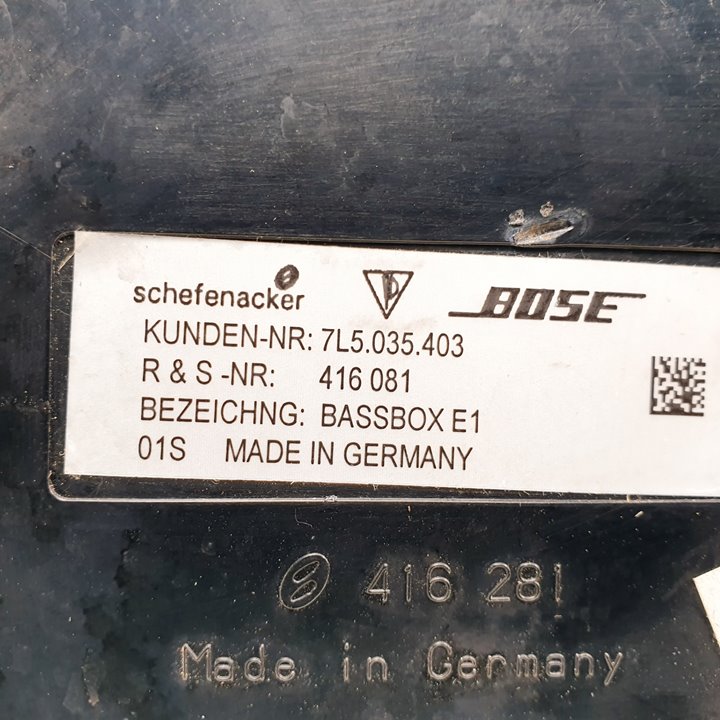 schefenacker BOSE
KUNDEN-NR: 7L5.035.403
R & S -NR: 416 081
BEZEICHNG: BASSBOX E1
01S MADE IN GERMANY
416 281
Made in Germany